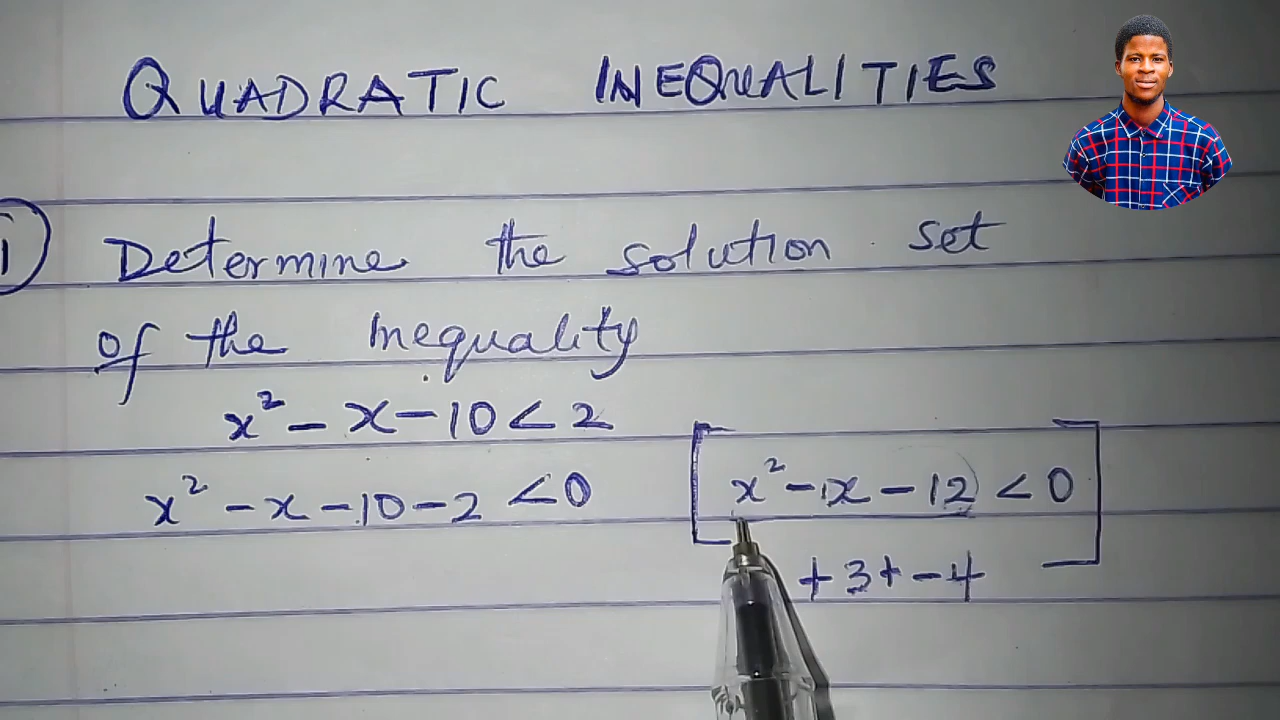 QUADRATIC INEQUALITIES
i) Determine the solution set
of the Inequality
x² - x - 10 < 2
x² - x - 10 - 2 < 0
x² - 1x - 12 < 0
+ 3 + - 4